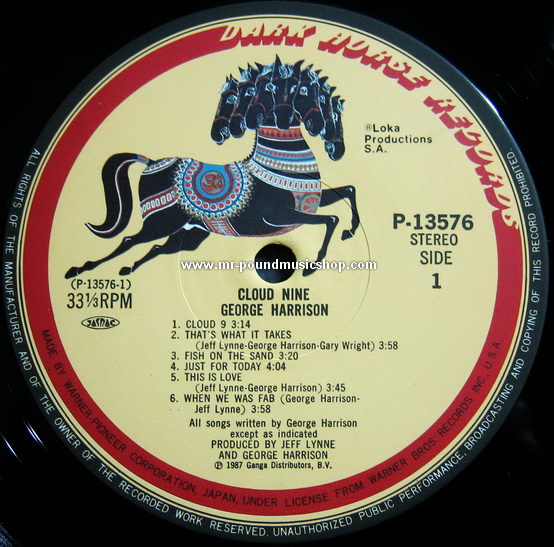 DARK HORSE RECORDS
℗Loka
Productions
S.A.
P-13576
STEREO
SIDE
1
(P-13576-1)
33⅓RPM
JASRAC
www.mr-poundmusicshop.com
CLOUD NINE
GEORGE HARRISON
1. CLOUD 9 3:14
2. THAT'S WHAT IT TAKES
(Jeff Lynne-George Harrison-Gary Wright) 3:58
3. FISH ON THE SAND 3:20
4. JUST FOR TODAY 4:04
5. THIS IS LOVE
(Jeff Lynne-George Harrison) 3:45
6. WHEN WE WAS FAB (George Harrison-
Jeff Lynne) 3:58
All songs written by George Harrison
except as indicated
PRODUCED BY JEFF LYNNE
AND GEORGE HARRISON
℗ 1987 Ganga Distributors, B.V.
MADE BY WARNER-PIONEER CORPORATION, JAPAN, UNDER LICENSE FROM WARNER BROS. RECORDS INC. U.S.A.
ALL RIGHTS OF THE MANUFACTURER AND OF THE OWNER OF THE RECORDED WORK RESERVED. UNAUTHORIZED PUBLIC PERFORMANCE, BROADCASTING AND COPYING OF THIS RECORD PROHIBITED.